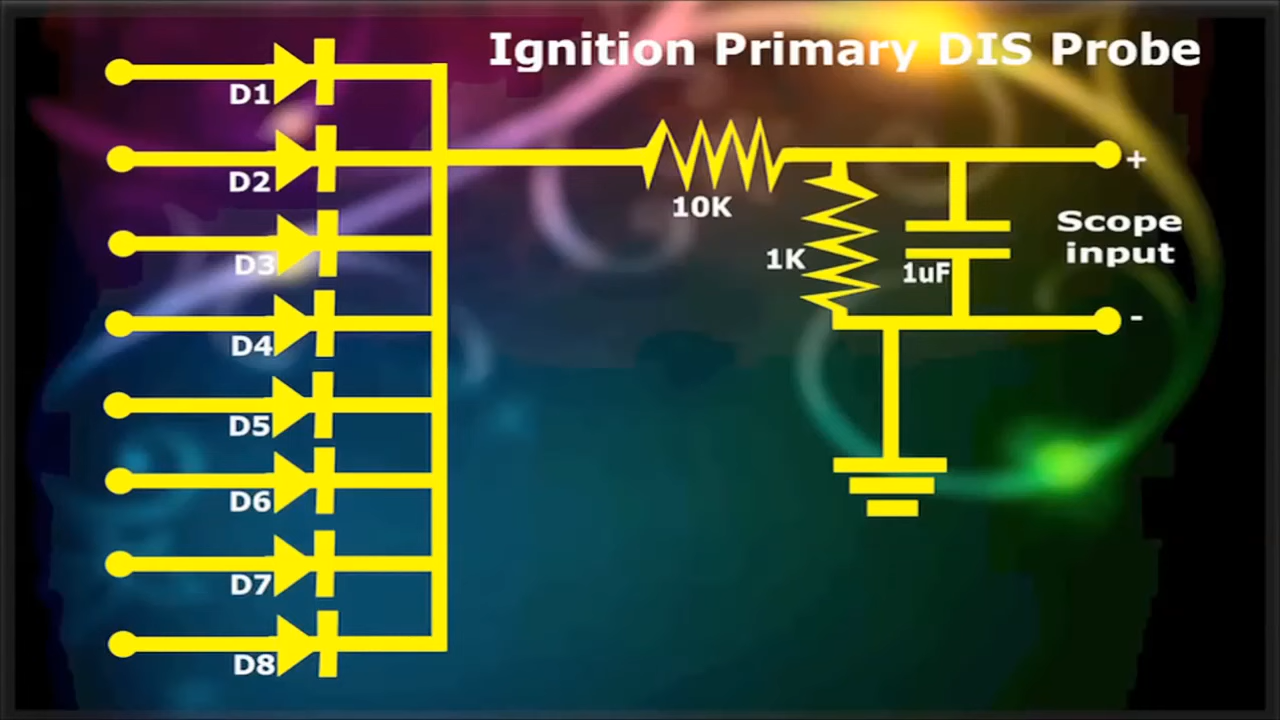 Ignition Primary DIS Probe
D1
D2
D3
D4
D5
D6
D7
D8
10K
1K
1uF
+
Scope
input
-